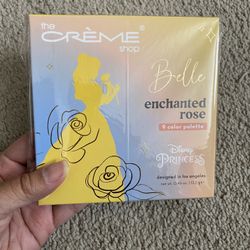 the
CRÈME®
shop
Belle
enchanted
rose
9 color palette
Disney
PRINCESS
designed in los angeles